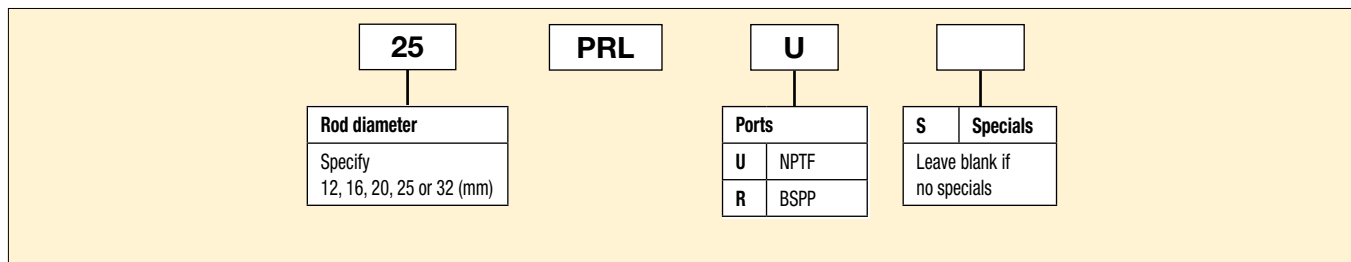 25 PRL U
Rod diameter
Specify
12, 16, 20, 25 or 32 (mm)
Ports
U NPTF
R BSPP
S Specials
Leave blank if
no specials